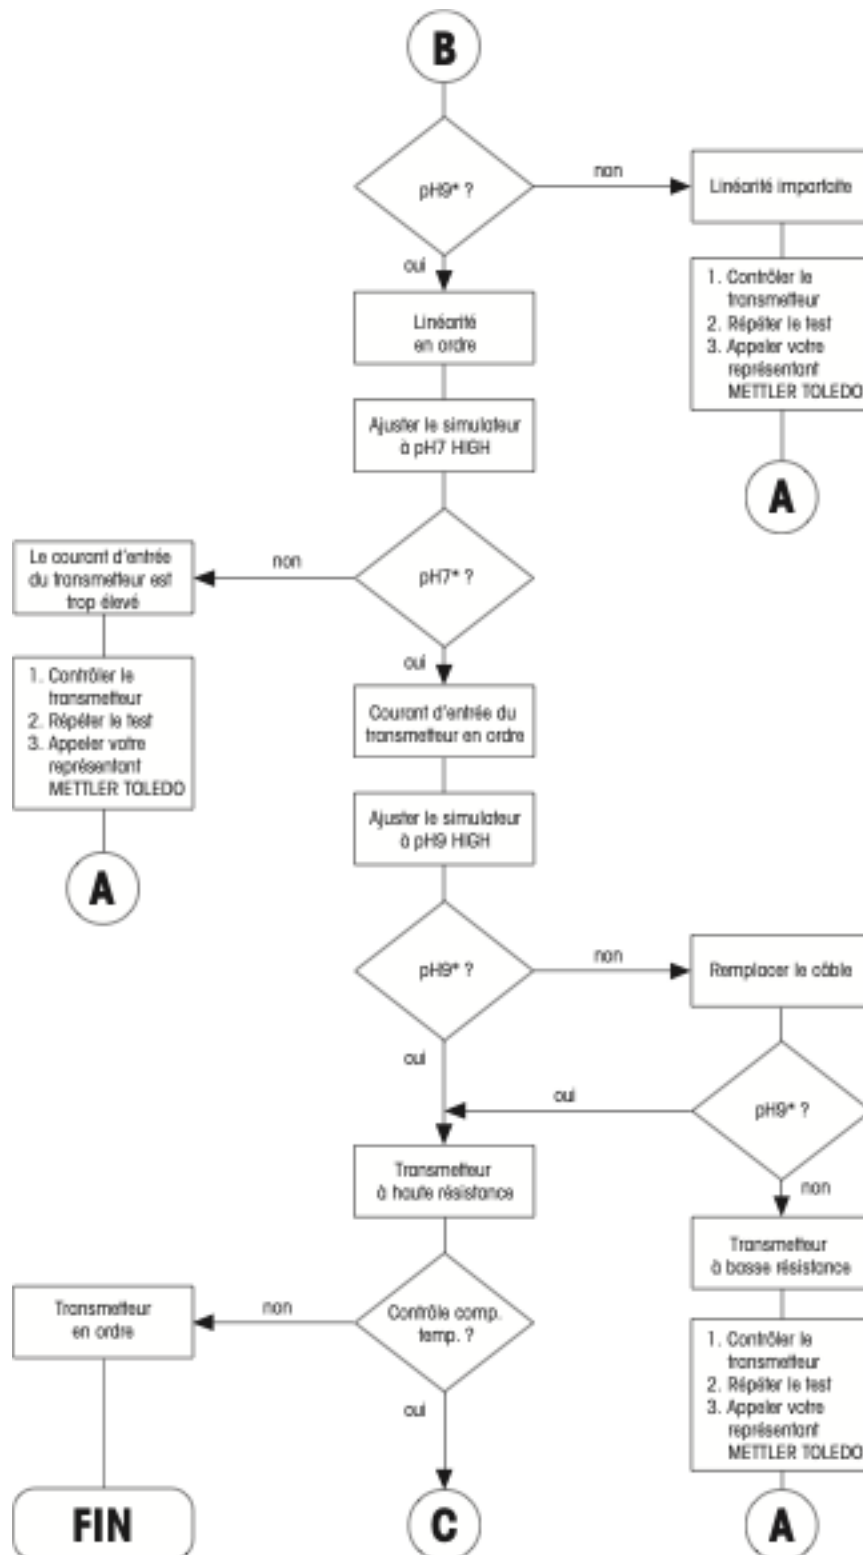 B
pH9* ?
non
Linéarité imparfaite
oui
1. Contrôler le
transmetteur
2. Répéter le test
3. Appeler votre
représentant
METTLER TOLEDO
Linéarité
en ordre
A
Ajuster le simulateur
à pH7 HIGH
pH7* ?
non
Le courant d'entrée
du transmetteur est
trop élevé
oui
1. Contrôler le
transmetteur
2. Répéter le test
3. Appeler votre
représentant
METTLER TOLEDO
A
Courant d'entrée du
transmetteur en ordre
Ajuster le simulateur
à pH9 HIGH
pH9* ?
non
Remplacer le câble
oui
pH9* ?
oui
non
Transmetteur
à haute résistance
Transmetteur
à basse résistance
Contrôle comp.
temp. ?
non
Transmetteur
en ordre
1. Contrôler le
transmetteur
2. Répéter le test
3. Appeler votre
représentant
METTLER TOLEDO
oui
FIN
C
A